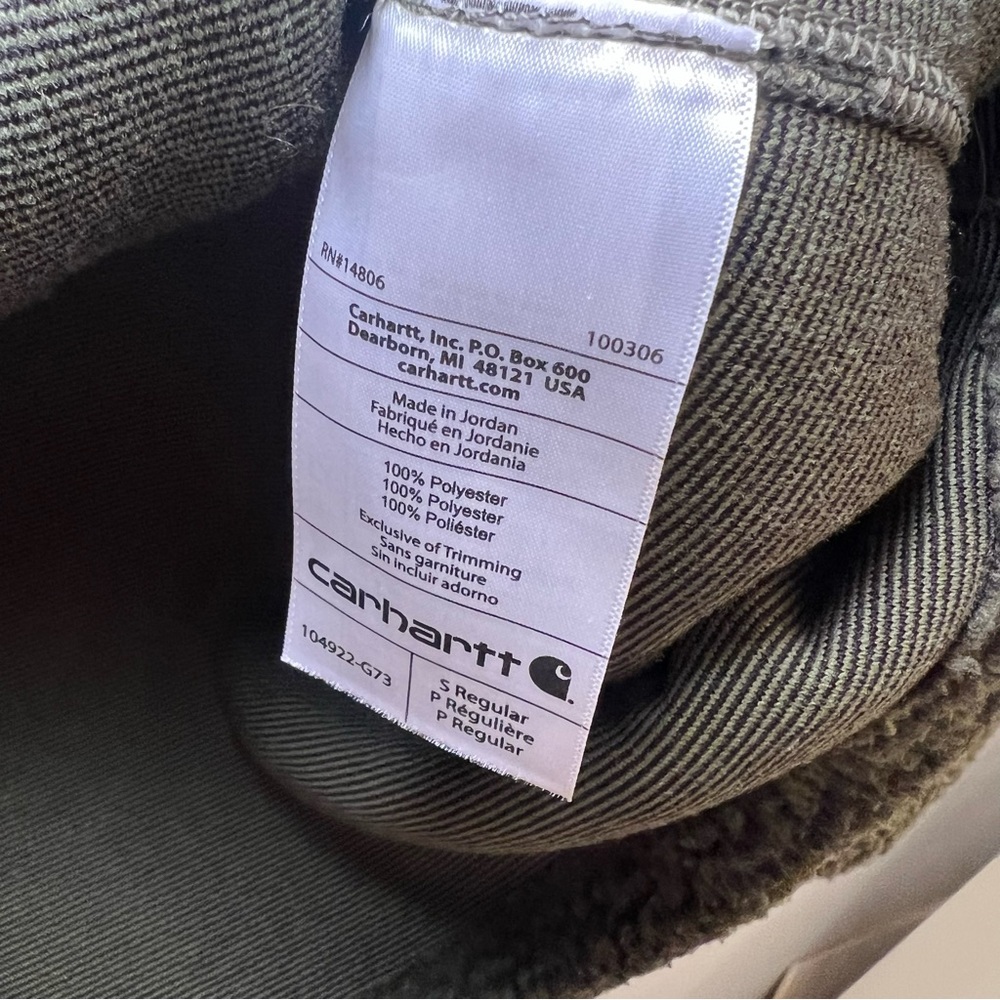 RN#14806
100306
Carhartt, Inc. P.O. Box 600
Dearborn, MI 48121 USA
carhartt.com
Made in Jordan
Fabriqué en Jordanie
Hecho en Jordania
100% Polyester
100% Polyester
100% Poliéster
Exclusive of Trimming
Sans garniture
Sin incluir adorno
carhartt
104922-G73
S Regular
P Régulière
P Regular